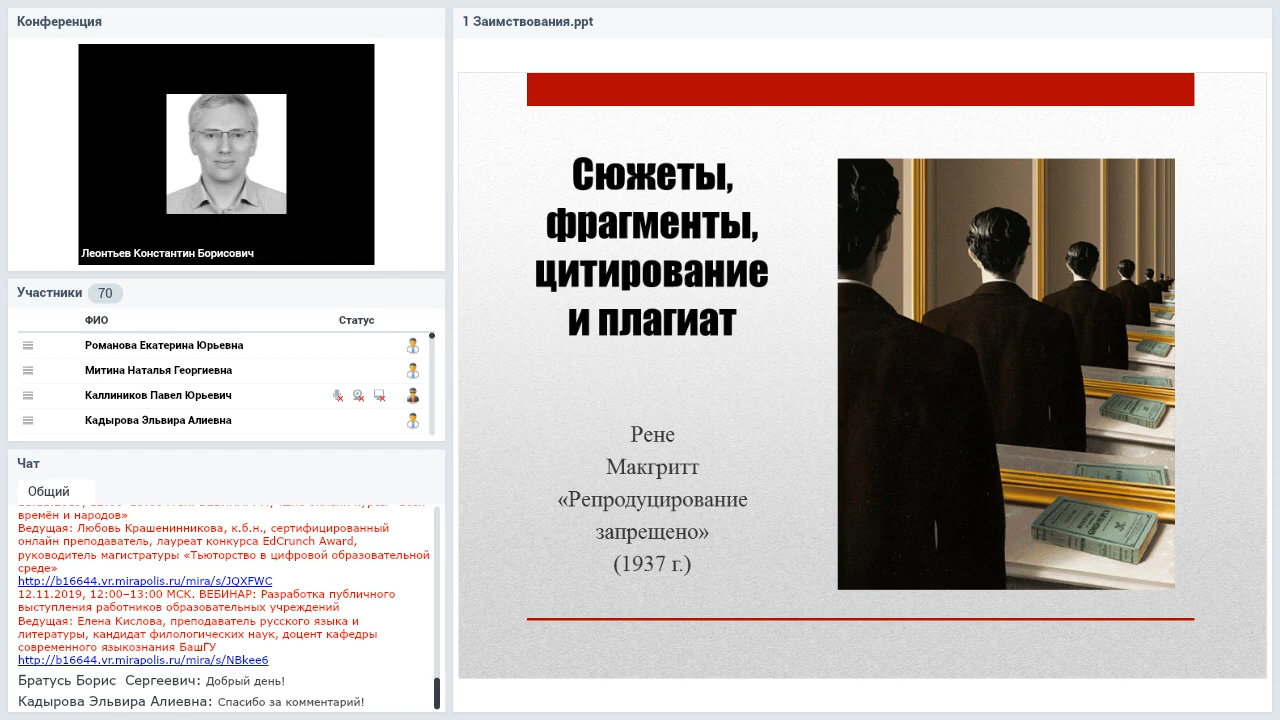 Конференция
Леонтьев Константин Борисович
Участники 70
ФИО Статус
Романова Екатерина Юрьевна
Митина Наталья Георгиевна
Каллиников Павел Юрьевич
Кадырова Эльвира Алиевна
Чат
Общий
времён и народов»
Ведущая: Любовь Крашенинникова, к.б.н., сертифицированный
онлайн преподаватель, лауреат конкурса EdCrunch Award,
руководитель магистратуры «Тьюторство в цифровой образовательной
среде»
http://b16644.vr.mirapolis.ru/mira/s/JQXFWC
12.11.2019, 12:00–13:00 МСК. ВЕБИНАР: Разработка публичного
выступления работников образовательных учреждений
Ведущая: Елена Кислова, преподаватель русского языка и
литературы, кандидат филологических наук, доцент кафедры
современного языкознания БашГУ
http://b16644.vr.mirapolis.ru/mira/s/NBkee6
Братусь Борис Сергеевич: Добрый день!
Кадырова Эльвира Алиевна: Спасибо за комментарий!
1 Заимствования.ppt
Сюжеты,
фрагменты,
цитирование
и плагиат
Рене
Макгритт
«Репродуцирование
запрещено»
(1937 г.)